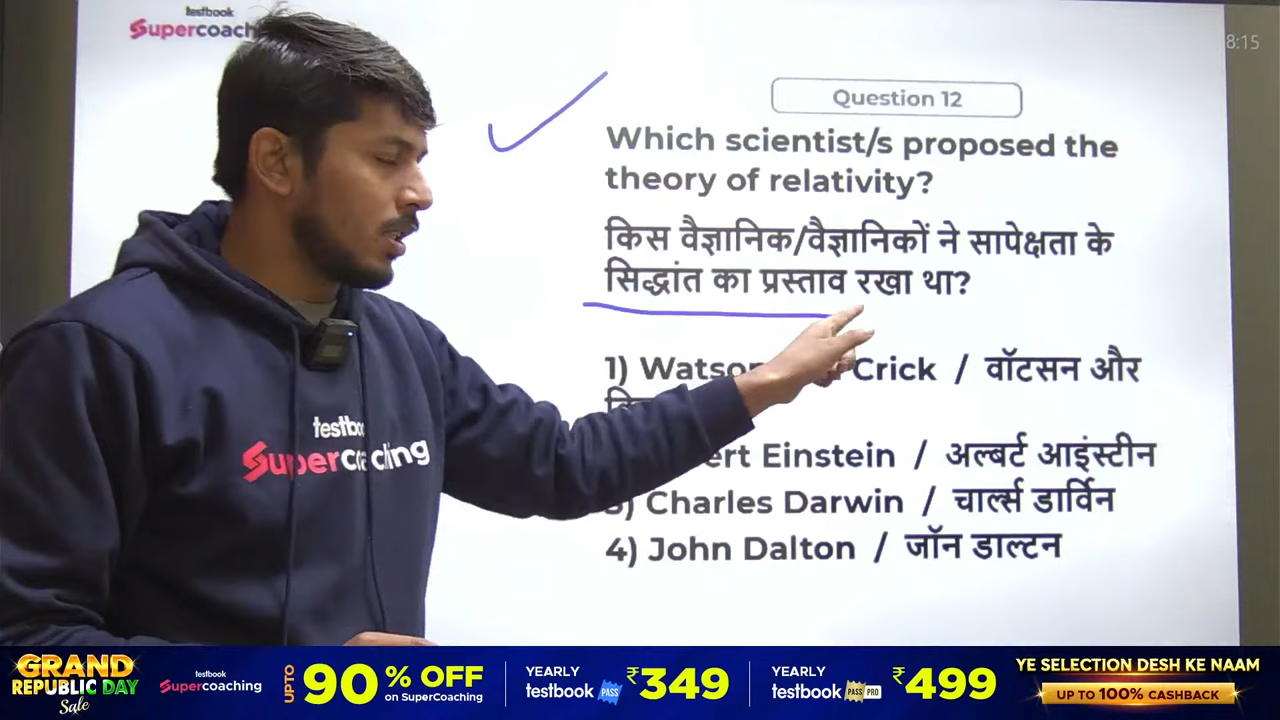 testbook
Supercoach
8:15
Question 12
Which scientist/s proposed the
theory of relativity?
किस वैज्ञानिक/वैज्ञानिकों ने सापेक्षता के
सिद्धांत का प्रस्ताव रखा था?
1) Watson Crick / वॉटसन और
ert Einstein / अल्बर्ट आइंस्टीन
3) Charles Darwin / चार्ल्स डार्विन
4) John Dalton / जॉन डाल्टन
testbook
Supercoaching
GRAND
REPUBLIC DAY
Sale
testbook
Supercoaching
UPTO 90% OFF
on SuperCoaching
YEARLY
testbook PASS
₹349
YEARLY
testbook PASS PRO
₹499
YE SELECTION DESH KE NAAM
UP TO 100% CASHBACK